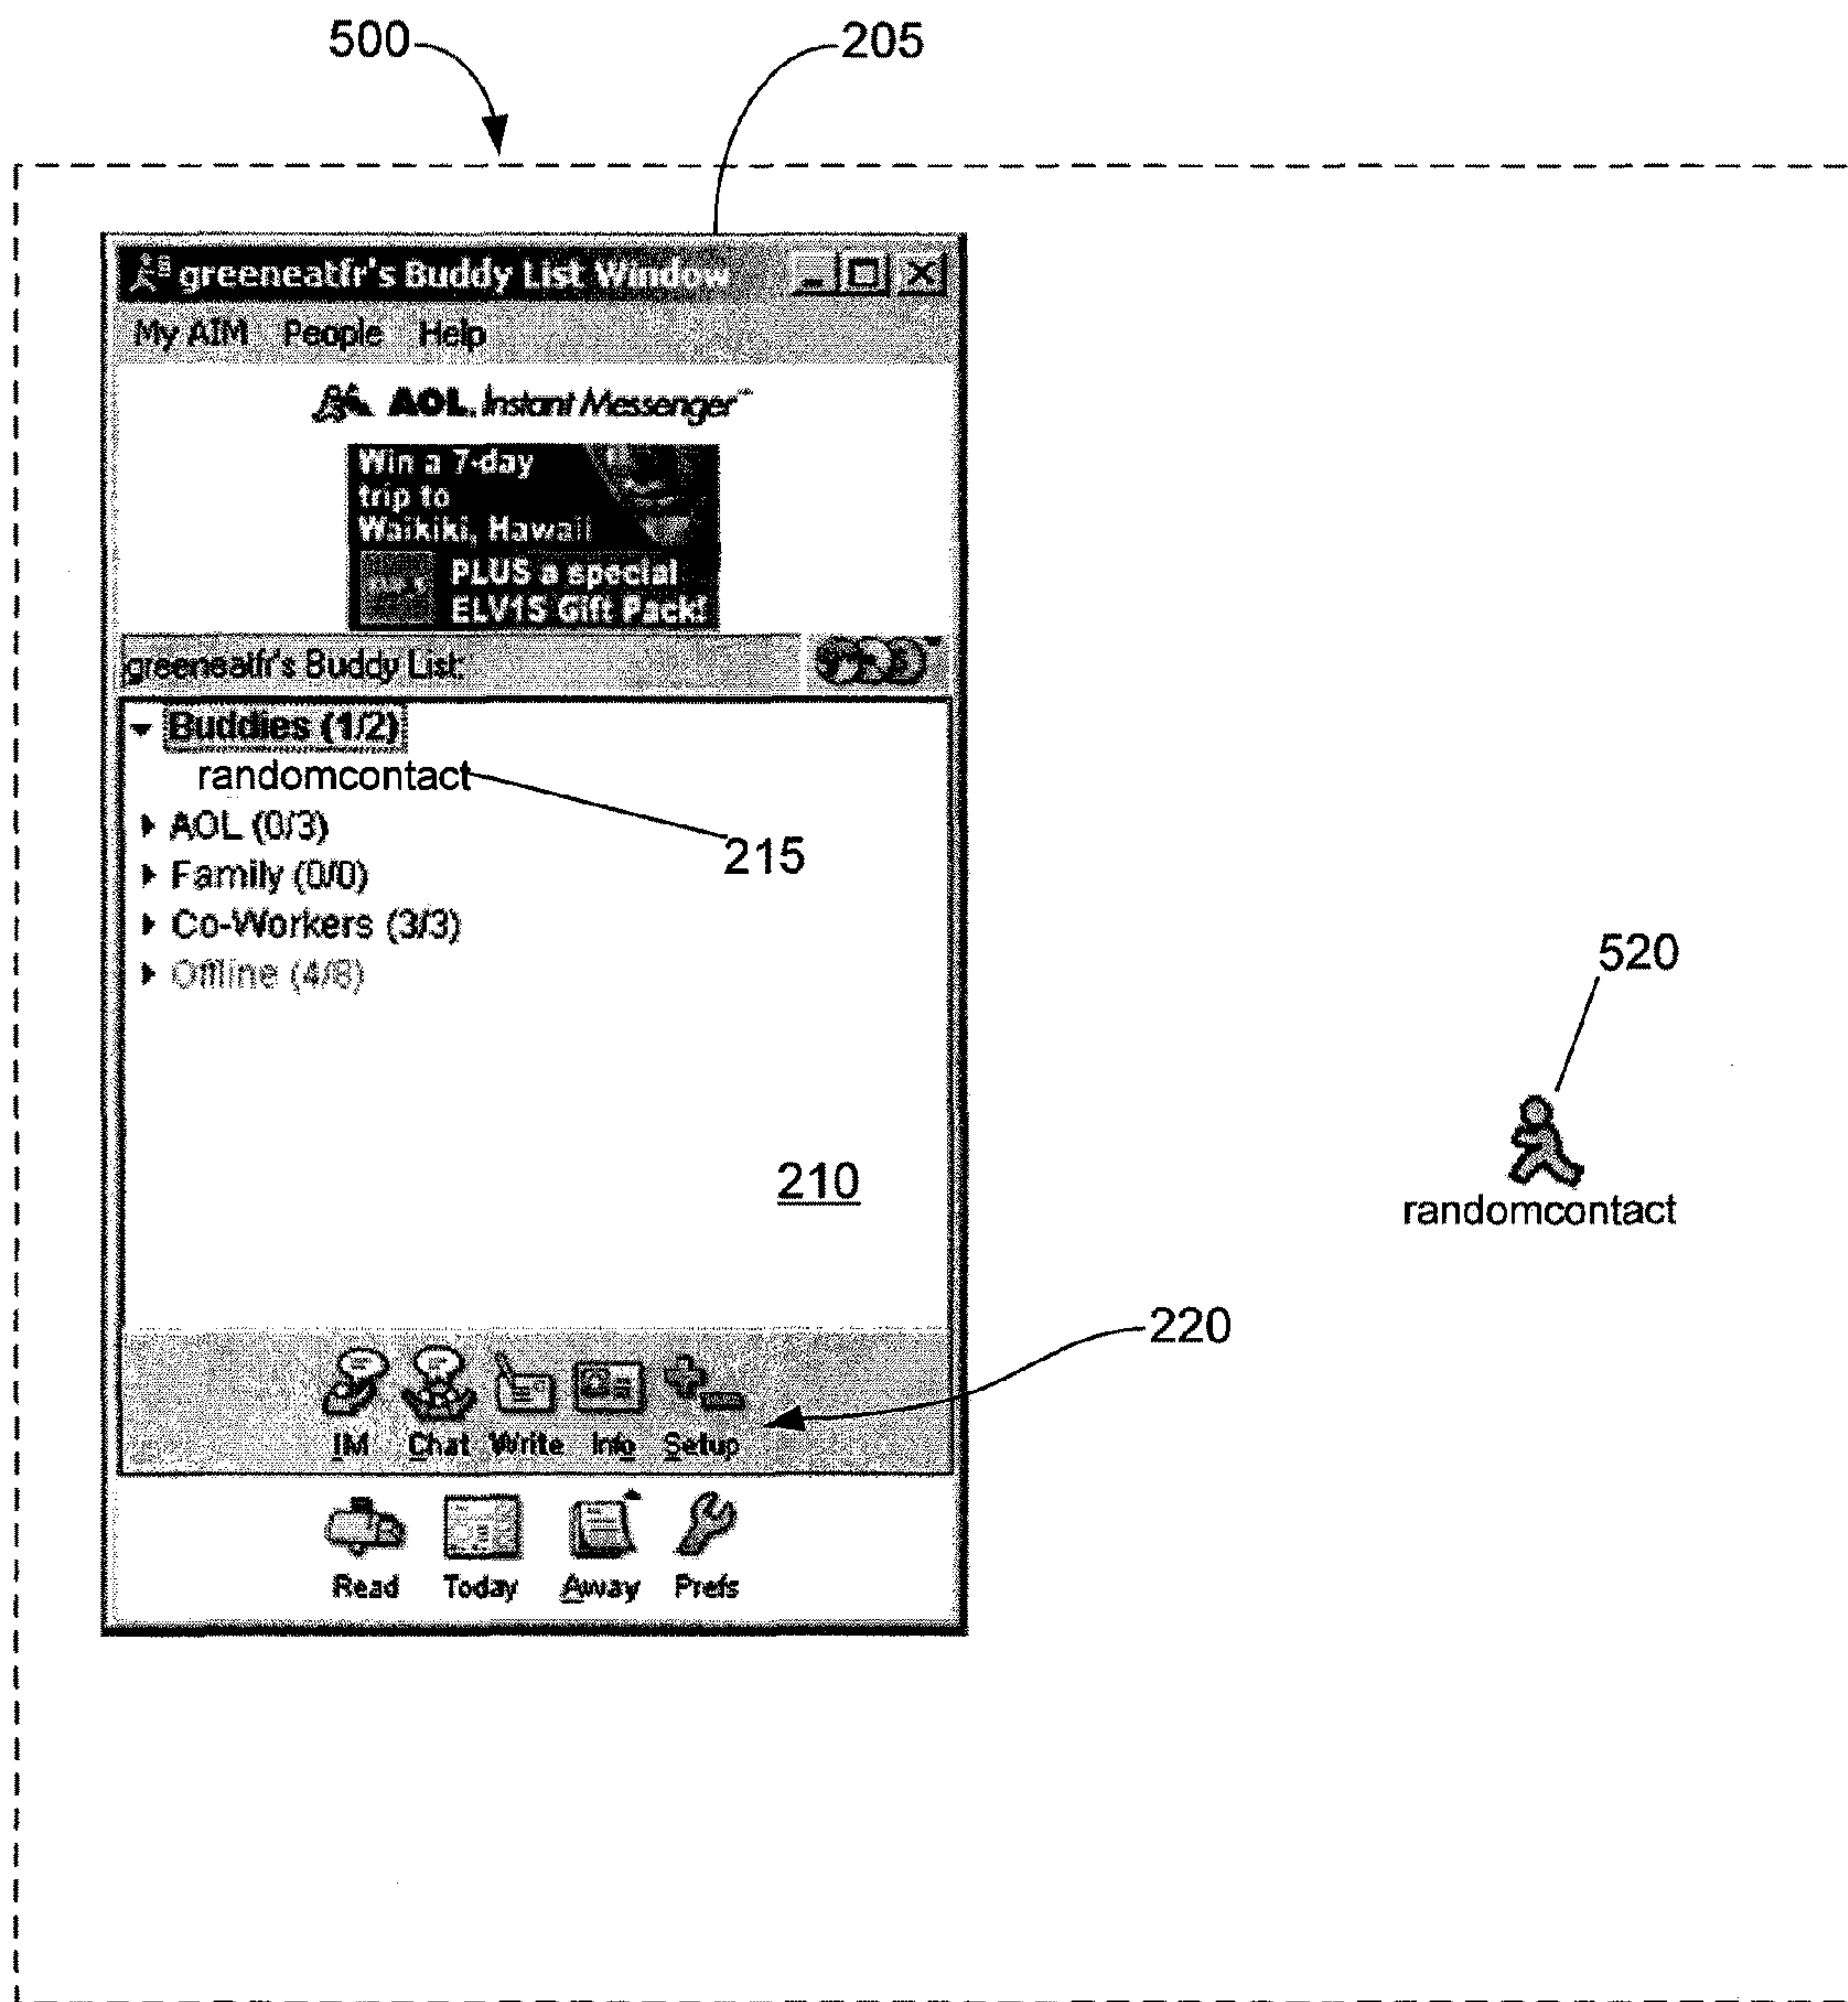 500 205
greeneatfr's Buddy List Window
My AIM People Help
AOL Instant Messenger
Win a 7-day
trip to
Waikiki, Hawaii
PLUS a special
ELV1S Gift Pack!
greeneatfr's Buddy List:
Buddies (1/2)
randomcontact
AOL (0/3)
215
Family (0/0)
Co-Workers (3/3)
520
Offline (4/8)
210
randomcontact
220
IM Chat Write Info Setup
Read Today Away Prefs